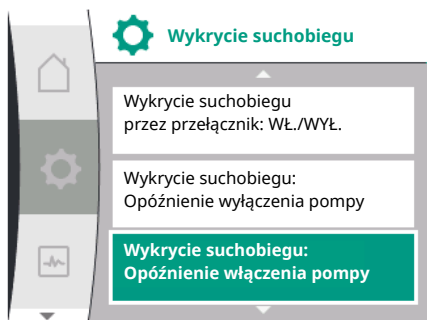 Wykrycie suchobiegu
Wykrycie suchobiegu
przez przełącznik: WŁ./WYŁ.
Wykrycie suchobiegu:
Opóźnienie wyłączenia pompy
Wykrycie suchobiegu:
Opóźnienie włączenia pompy